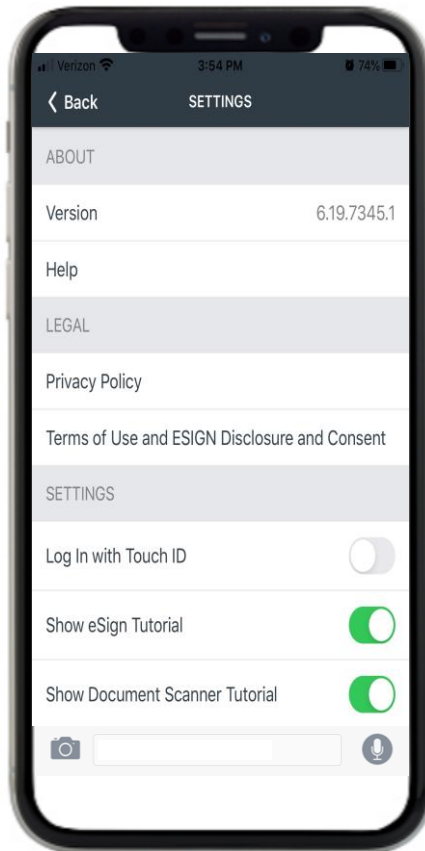 Verizon 3:54 PM 74%
Back SETTINGS
ABOUT
Version 6.19.7345.1
Help
LEGAL
Privacy Policy
Terms of Use and ESIGN Disclosure and Consent
SETTINGS
Log In with Touch ID
Show eSign Tutorial
Show Document Scanner Tutorial